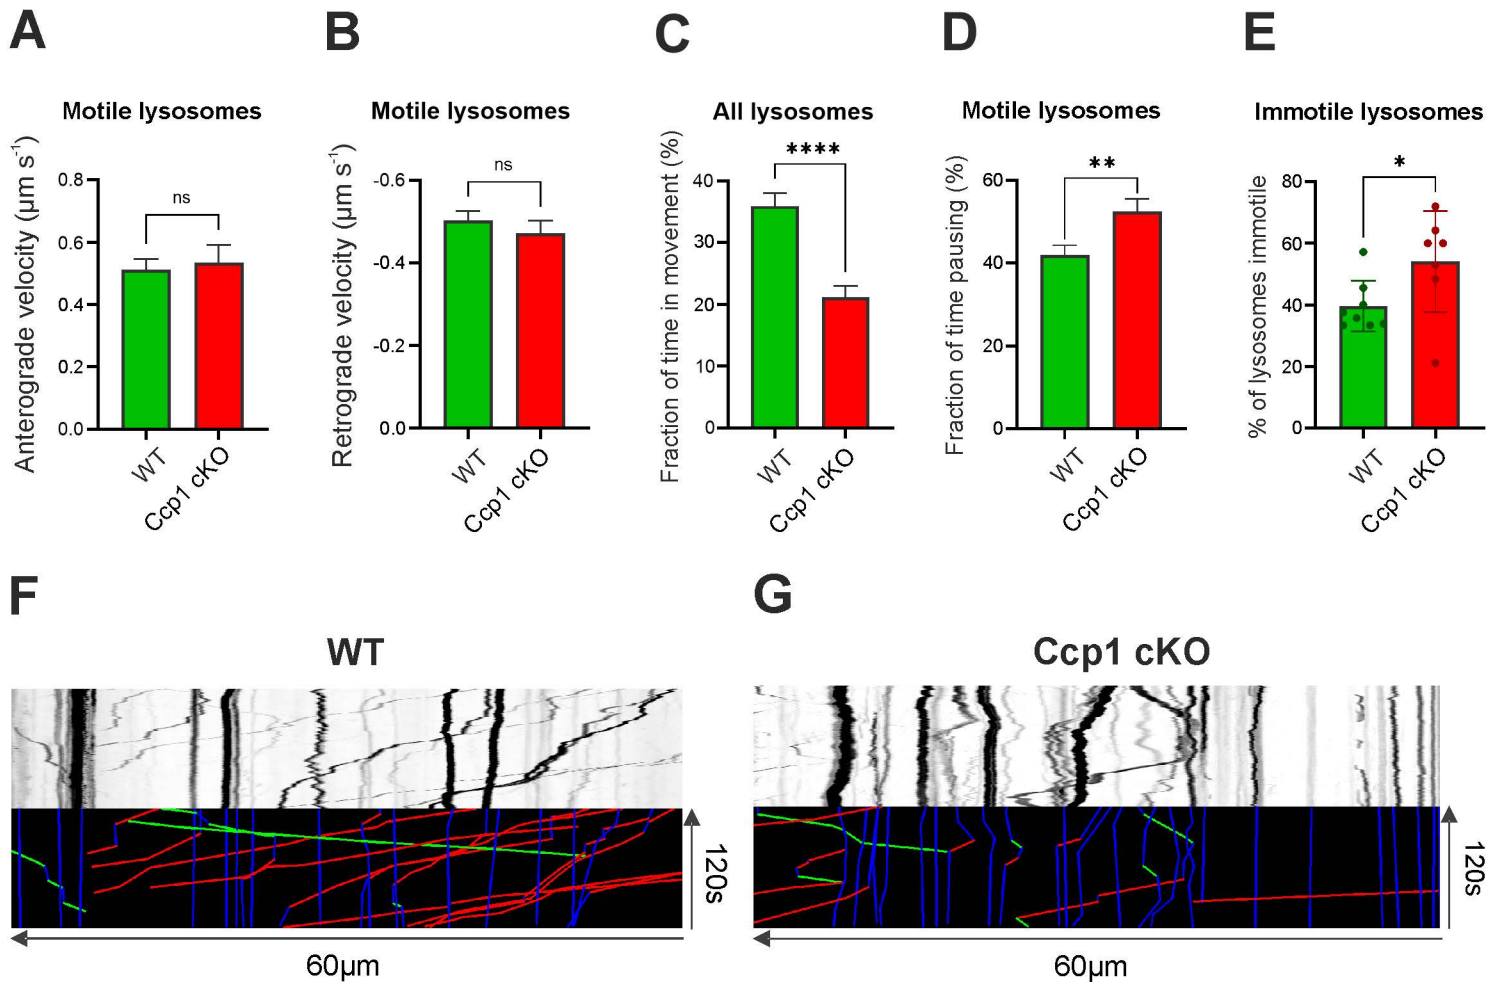 A
B
C
D
E
Motile lysosomes
Motile lysosomes
All lysosomes
Motile lysosomes
Immotile lysosomes
Anterograde velocity (µm s⁻¹)
0.8
0.6
0.4
0.2
0.0
ns
WT
Ccp1 cKO
Retrograde velocity (µm s⁻¹)
-0.6
-0.4
-0.2
0.0
ns
WT
Ccp1 cKO
Fraction of time in movement (%)
40
30
20
10
0
****
WT
Ccp1 cKO
Fraction of time pausing (%)
60
40
20
0
**
WT
Ccp1 cKO
% of lysosomes immotile
80
60
40
20
0
*
WT
Ccp1 cKO
F
WT
120s
60µm
G
Ccp1 cKO
120s
60µm